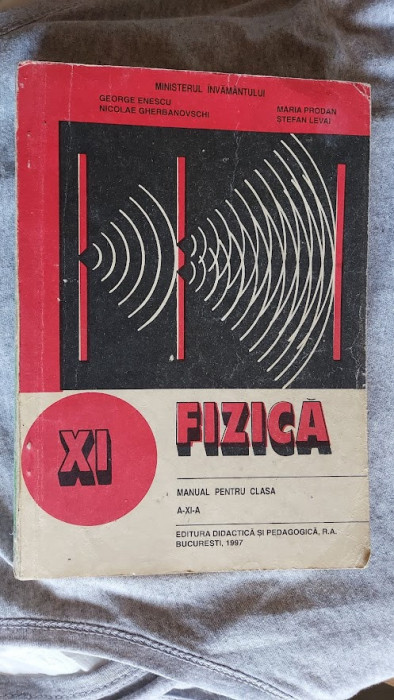 MINISTERUL ÎNVĂMÂNTULUI
GEORGE ENESCU
NICOLAE GHERBANOVSCHI
MARIA PRODAN
ȘTEFAN LEVAI
XI
FIZICĂ
MANUAL PENTRU CLASA
A-XI-A
EDITURA DIDACTICĂ ȘI PEDAGOGICĂ, R.A.
BUCUREȘTI, 1997